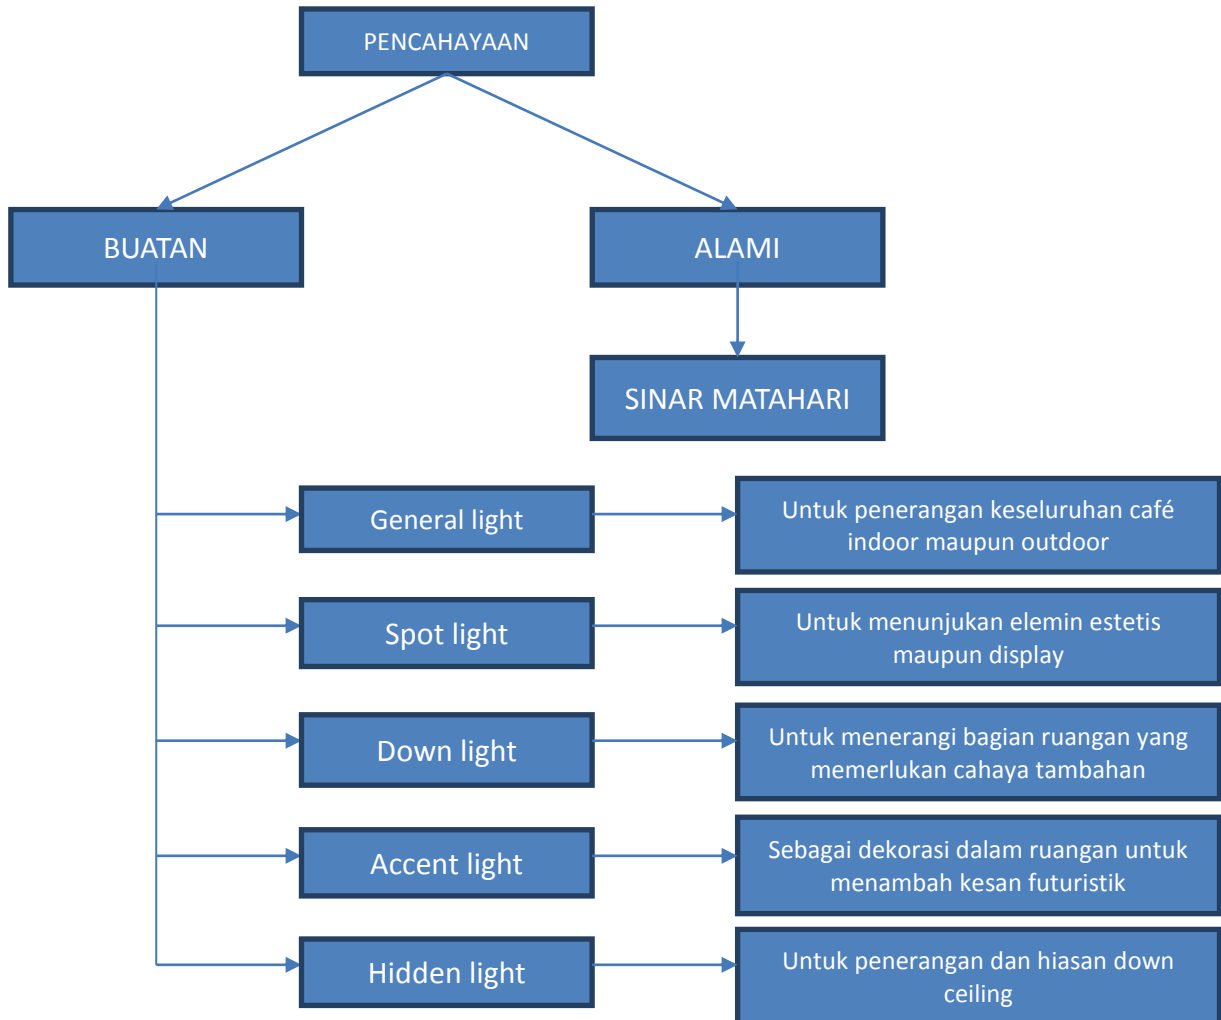 PENCAHAYAAN
BUATAN
ALAMI
SINAR MATAHARI
General light
Untuk penerangan keseluruhan café
indoor maupun outdoor
Spot light
Untuk menunjukan elemin estetis
maupun display
Down light
Untuk menerangi bagian ruangan yang
memerlukan cahaya tambahan
Accent light
Sebagai dekorasi dalam ruangan untuk
menambah kesan futuristik
Hidden light
Untuk penerangan dan hiasan down
ceiling